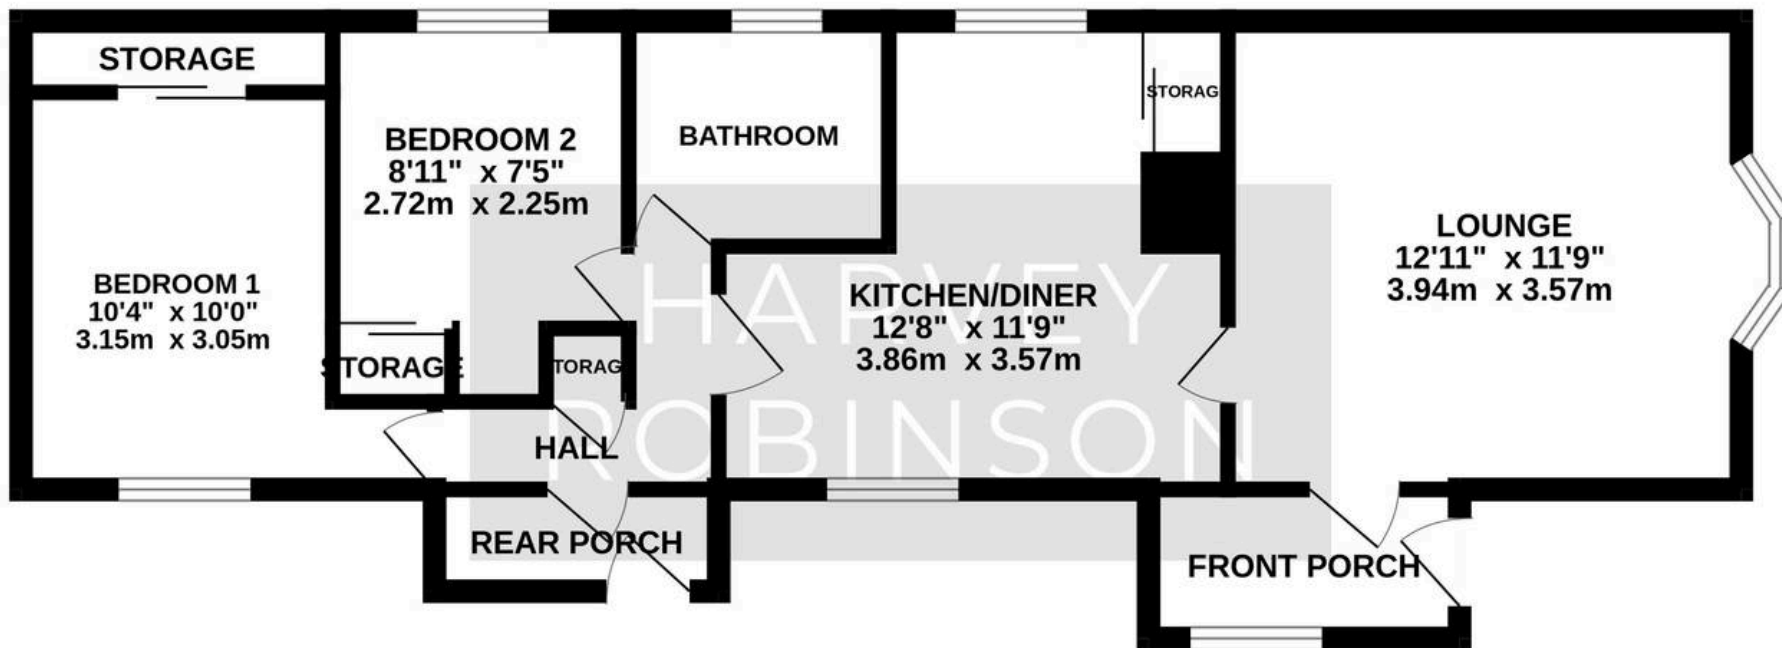 STORAGE
BEDROOM 2
8'11" x 7'5"
2.72m x 2.25m
BATHROOM
STORAG
LOUNGE
12'11" x 11'9"
3.94m x 3.57m
BEDROOM 1
10'4" x 10'0"
3.15m x 3.05m
HARVEY
ROBINSON
KITCHEN/DINER
12'8" x 11'9"
3.86m x 3.57m
STORAGE
TORAG
HALL
REAR PORCH
FRONT PORCH